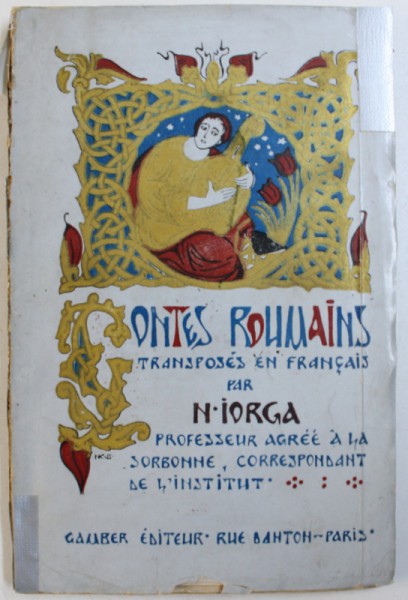 CONTES ROUMAINS
TRANSPOSÉS EN FRANÇAIS
PAR
N·IORGA
PROFESSEUR AGRÉÉ À LA
SORBONNE, CORRESPONDANT
DE L'INSTITUT·
GAMBER ÉDITEUR· RUE DANTON-PARIS·